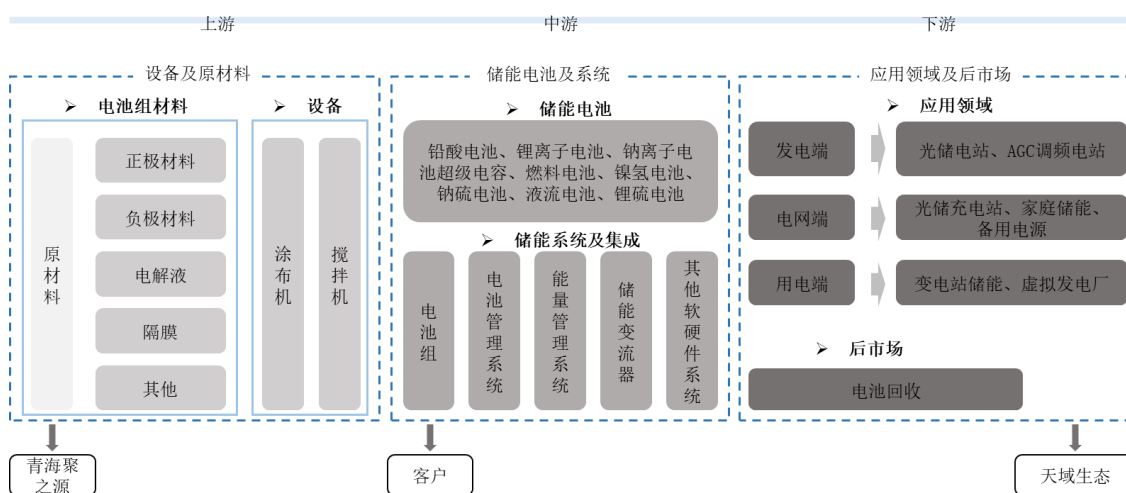 上游
中游
下游
设备及原材料
储能电池及系统
应用领域及后市场
➢ 电池组材料
➢ 设备
原材料
正极材料
负极材料
电解液
隔膜
其他
涂布机
搅拌机
➢ 储能电池
铅酸电池、锂离子电池、钠离子电
池超级电容、燃料电池、镍氢电池、
钠硫电池、液流电池、锂硫电池
➢ 储能系统及集成
电池组
电池管理系统
能量管理系统
储能变流器
其他软硬件系统
➢ 应用领域
发电端
光储电站、AGC调频电站
电网端
光储充电站、家庭储能、
备用电源
用电端
变电站储能、虚拟发电厂
➢ 后市场
电池回收
青海聚
之源
客户
天域生态